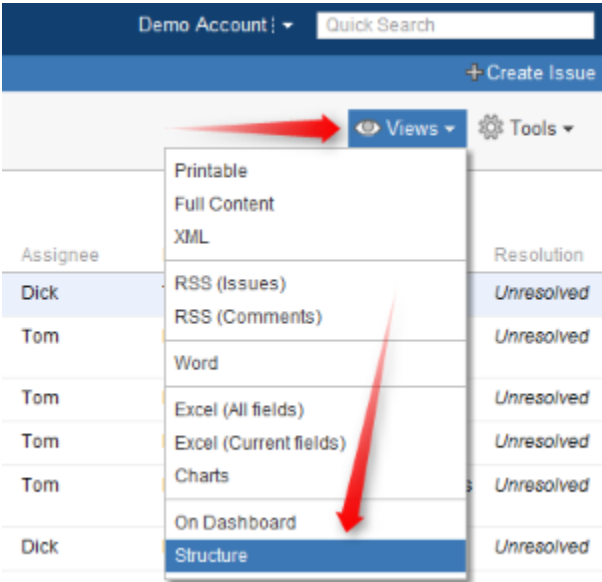 Demo Account Quick Search
Create Issue
Views Tools
Printable
Full Content
XML
Assignee Resolution
RSS (Issues)
Dick Unresolved
RSS (Comments)
Tom Unresolved
Word
Tom Unresolved
Excel (All fields)
Tom Excel (Current fields) Unresolved
Charts
Tom s Unresolved
On Dashboard
Dick Structure Unresolved